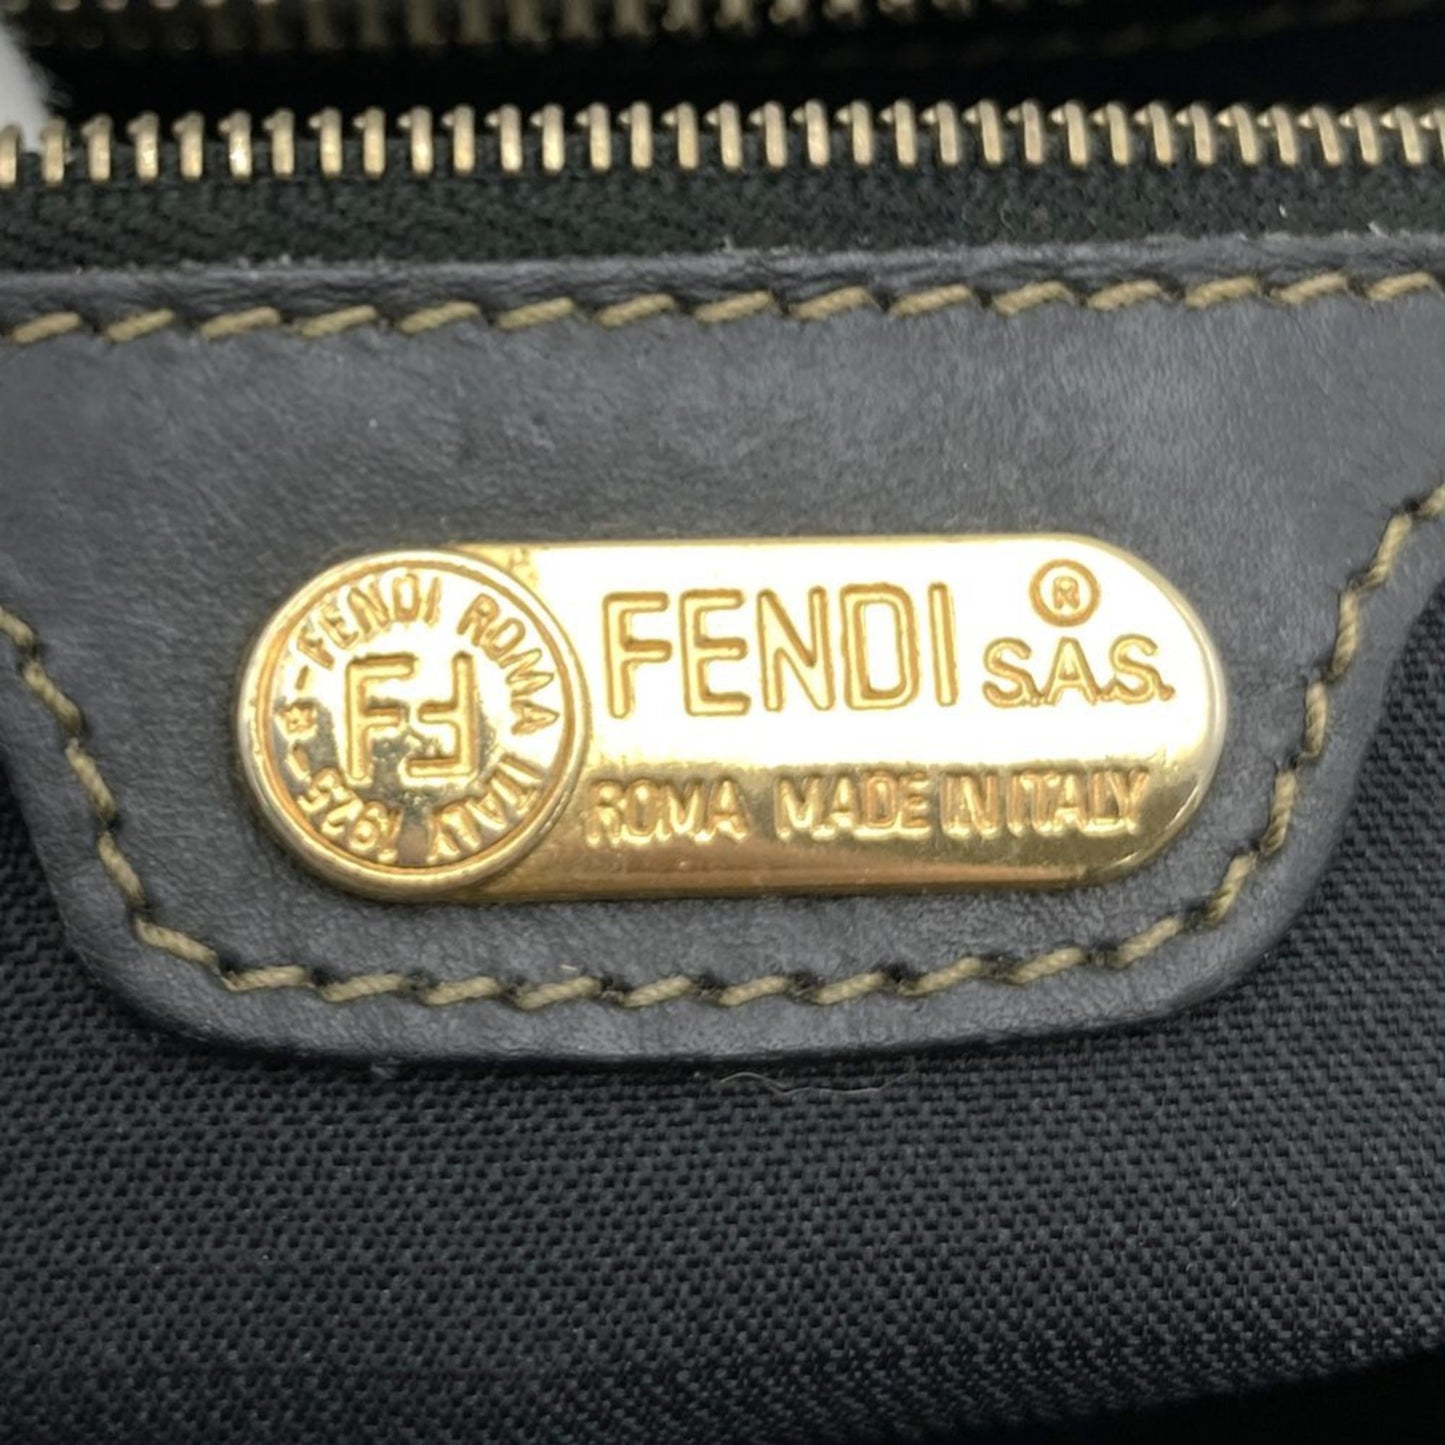 FENDI ROMA ITALY 1925
FF
FENDI ®
S.A.S.
ROMA MADE IN ITALY